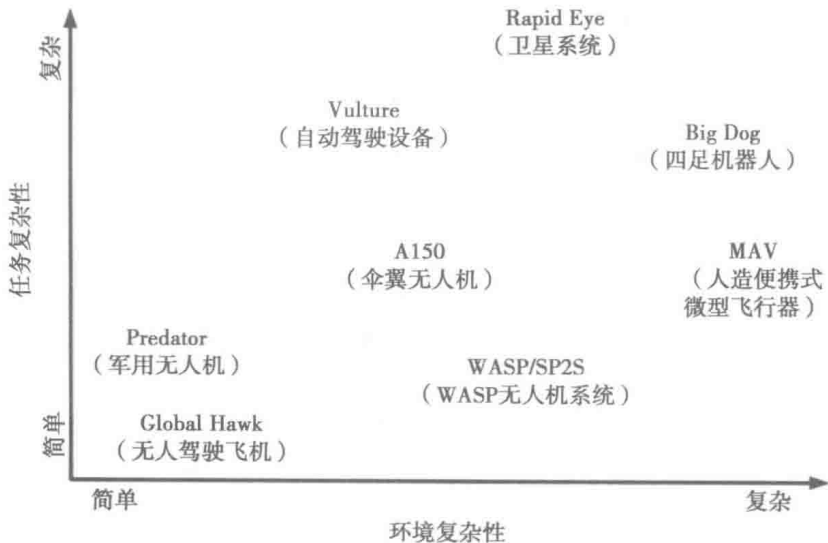 Rapid Eye
（卫星系统）
复杂
Vulture
（自动驾驶设备）
Big Dog
（四足机器人）
任务复杂性
A150
（伞翼无人机）
MAV
（人造便携式
微型飞行器）
Predator
（军用无人机）
WASP/SP2S
（WASP无人机系统）
Global Hawk
（无人驾驶飞机）
简单
简单
复杂
环境复杂性